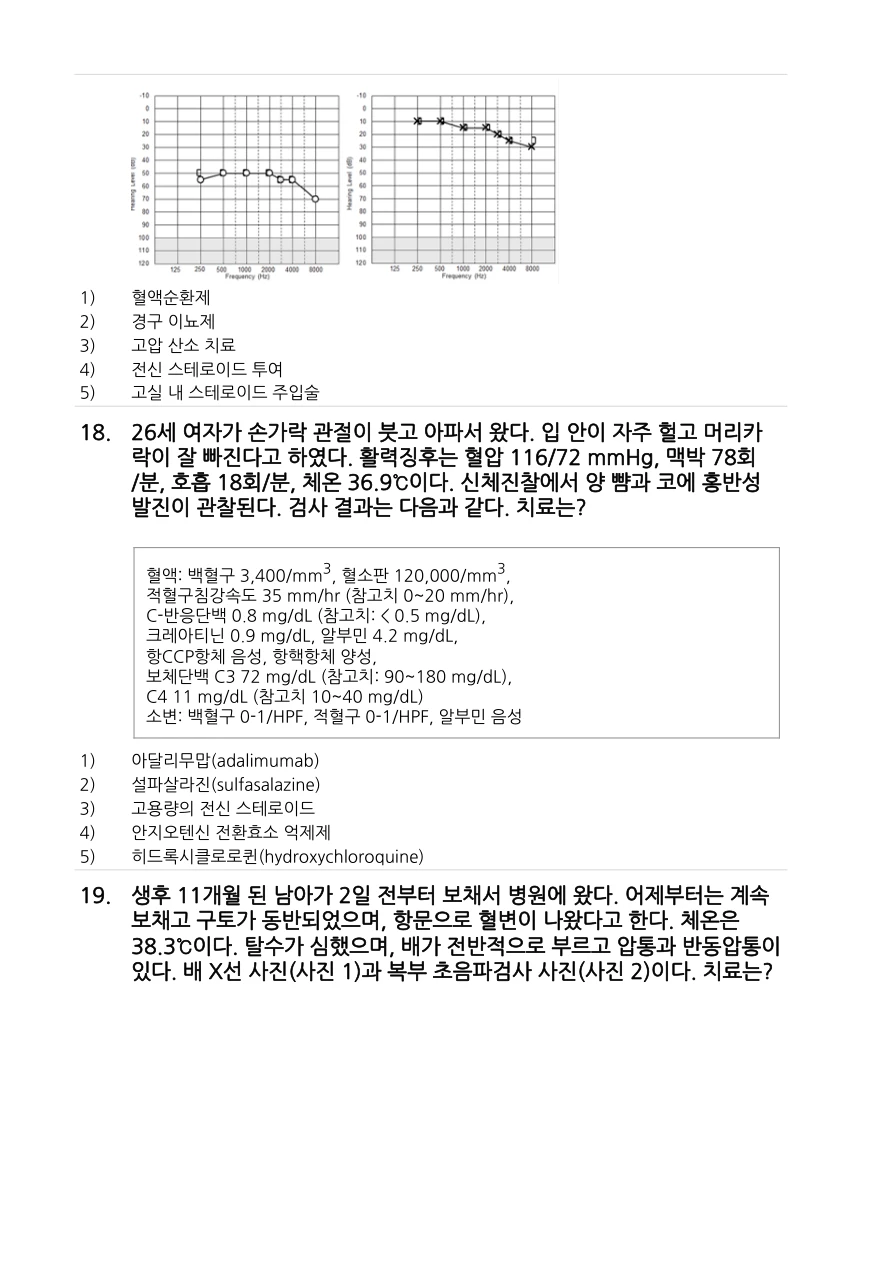 -10
0
10
20
30
40
50
60
70
80
90
100
110
120
Hearing Level (dB)
125 250 500 1000 2000 4000 8000
Frequency (Hz)
-10
0
10
20
30
40
50
60
70
80
90
100
110
120
Hearing Level (dB)
125 250 500 1000 2000 4000 8000
Frequency (Hz)
1) 혈액순환제
2) 경구 이뇨제
3) 고압 산소 치료
4) 전신 스테로이드 투여
5) 고실 내 스테로이드 주입술
18. 26세 여자가 손가락 관절이 붓고 아파서 왔다. 입 안이 자주 헐고 머리카
락이 잘 빠진다고 하였다. 활력징후는 혈압 116/72 mmHg, 맥박 78회
/분, 호흡 18회/분, 체온 36.9℃이다. 신체진찰에서 양 뺨과 코에 홍반성
발진이 관찰된다. 검사 결과는 다음과 같다. 치료는?
혈액: 백혈구 3,400/mm³, 혈소판 120,000/mm³,
적혈구침강속도 35 mm/hr (참고치 0~20 mm/hr),
C-반응단백 0.8 mg/dL (참고치: < 0.5 mg/dL),
크레아티닌 0.9 mg/dL, 알부민 4.2 mg/dL,
항CCP항체 음성, 항핵항체 양성,
보체단백 C3 72 mg/dL (참고치: 90~180 mg/dL),
C4 11 mg/dL (참고치 10~40 mg/dL)
소변: 백혈구 0-1/HPF, 적혈구 0-1/HPF, 알부민 음성
1) 아달리무맙(adalimumab)
2) 설파살라진(sulfasalazine)
3) 고용량의 전신 스테로이드
4) 안지오텐신 전환효소 억제제
5) 히드록시클로로퀸(hydroxychloroquine)
19. 생후 11개월 된 남아가 2일 전부터 보채서 병원에 왔다. 어제부터는 계속
보채고 구토가 동반되었으며, 항문으로 혈변이 나왔다고 한다. 체온은
38.3℃이다. 탈수가 심했으며, 배가 전반적으로 부르고 압통과 반동압통이
있다. 배 X선 사진(사진 1)과 복부 초음파검사 사진(사진 2)이다. 치료는?